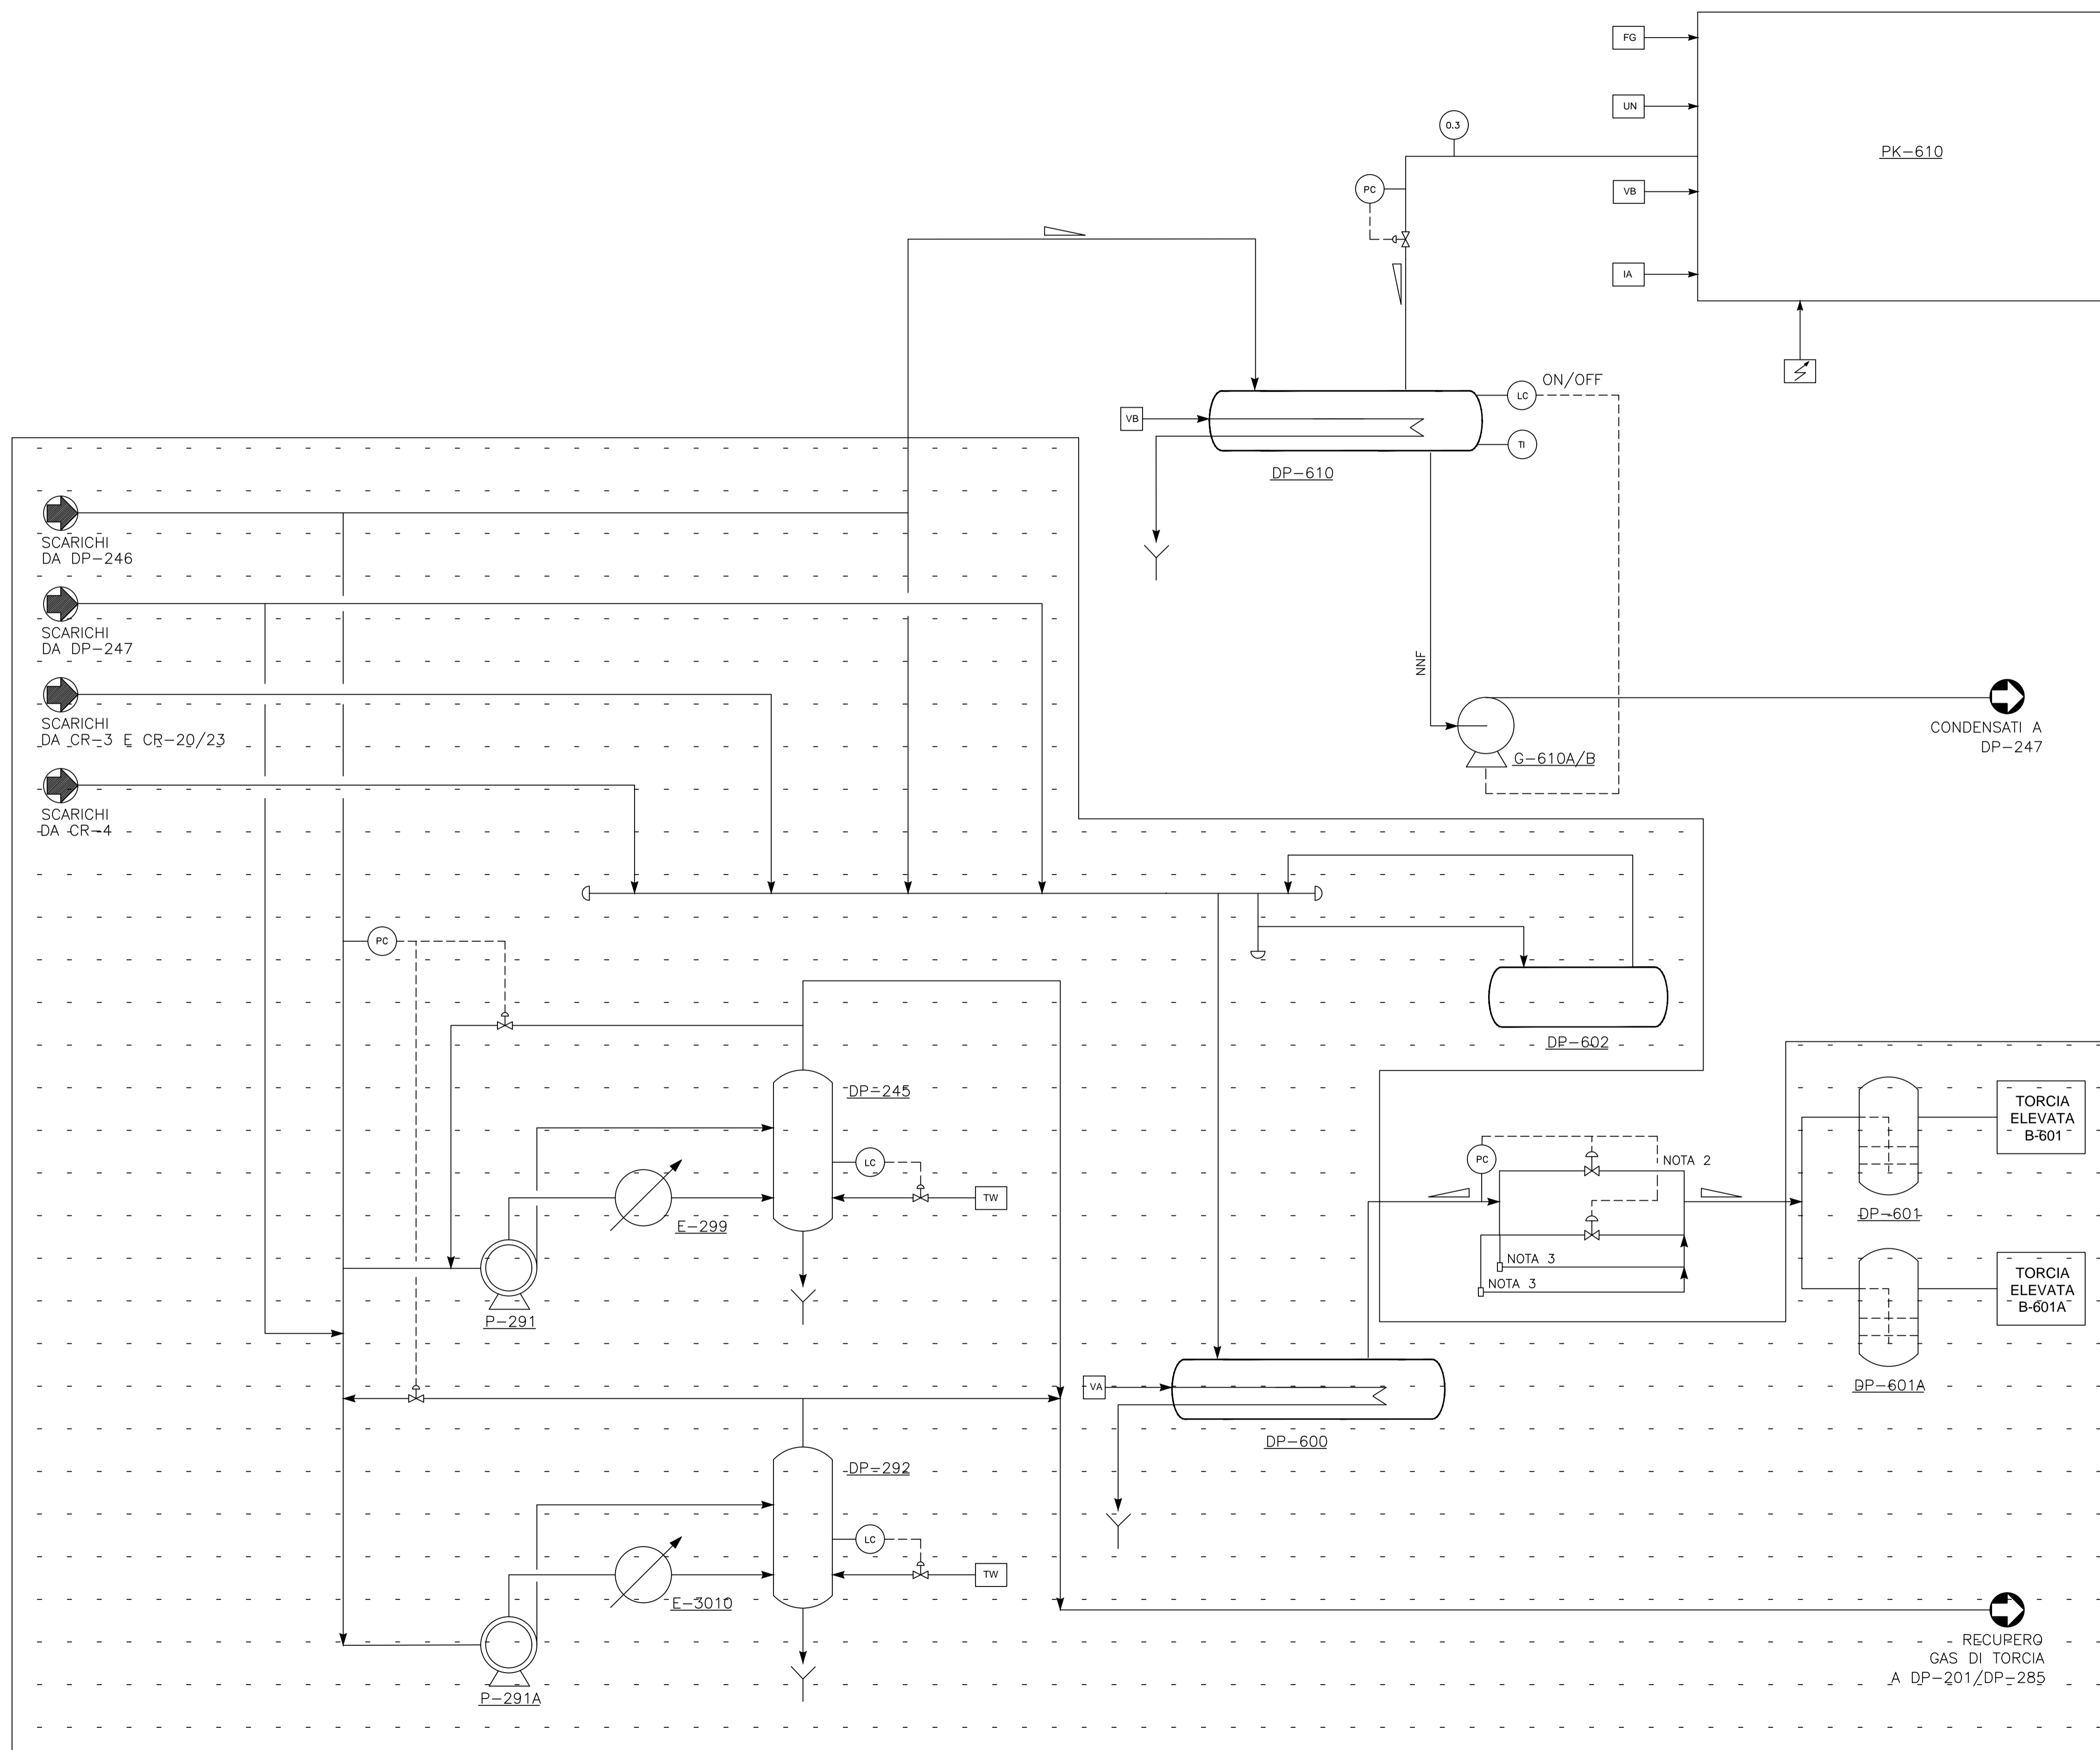 FG
UN
PK-610
0.3
VB
PC
IA
ON/OFF
LC
VB
TI
DP-610
SCARICHI
DA DP-246
SCARICHI
DA DP-247
NNF
SCARICHI
DA CR-3 E CR-20/23
CONDENSATI A
DP-247
G-610A/B
SCARICHI
DA CR-4
PC
DP-602
DP-245
TORCIA
ELEVATA
B-601
LC
PC
NOTA 2
TW
E-299
DP-601
NOTA 3
NOTA 3
P-291
TORCIA
ELEVATA
B-601A
VA
DP-601A
DP-600
DP-292
LC
TW
E-3010
P-291A
RECUPERO
GAS DI TORCIA
A DP-201/DP-285